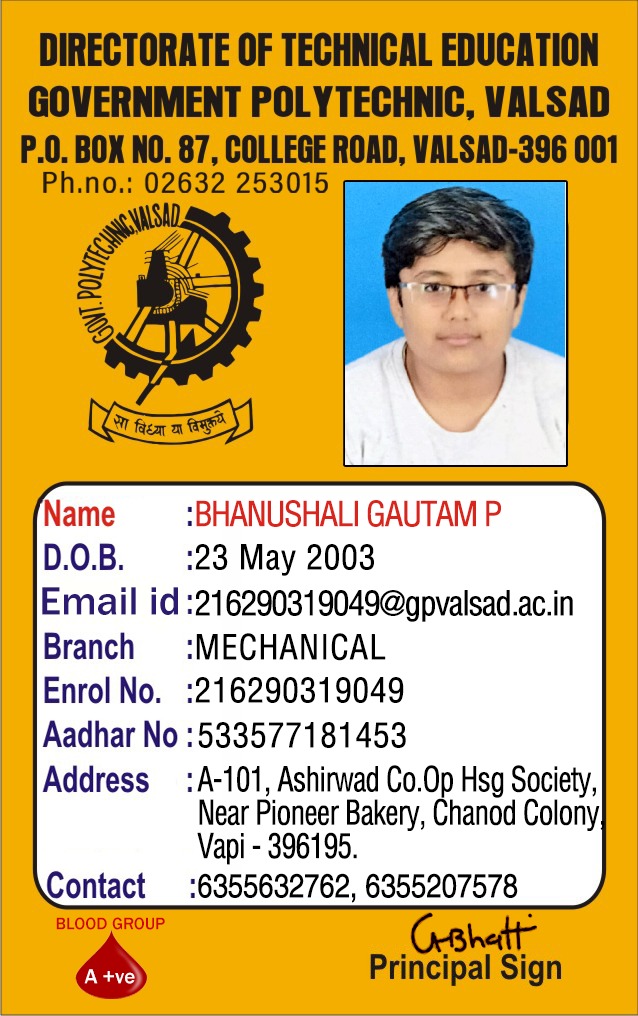 DIRECTORATE OF TECHNICAL EDUCATION
GOVERNMENT POLYTECHNIC, VALSAD
P.O. BOX NO. 87, COLLEGE ROAD, VALSAD-396 001
Ph.no.: 02632 253015
GOVT. POLYTECHNIC, VALSAD
सा विध्या या विमुक्तये
Name :BHANUSHALI GAUTAM P
D.O.B. :23 May 2003
Email id :216290319049@gpvalsad.ac.in
Branch :MECHANICAL
Enrol No. :216290319049
Aadhar No :533577181453
Address :A-101, Ashirwad Co.Op Hsg Society,
Near Pioneer Bakery, Chanod Colony,
Vapi - 396195.
Contact :6355632762, 6355207578
BLOOD GROUP
A +ve
GBhatt
Principal Sign